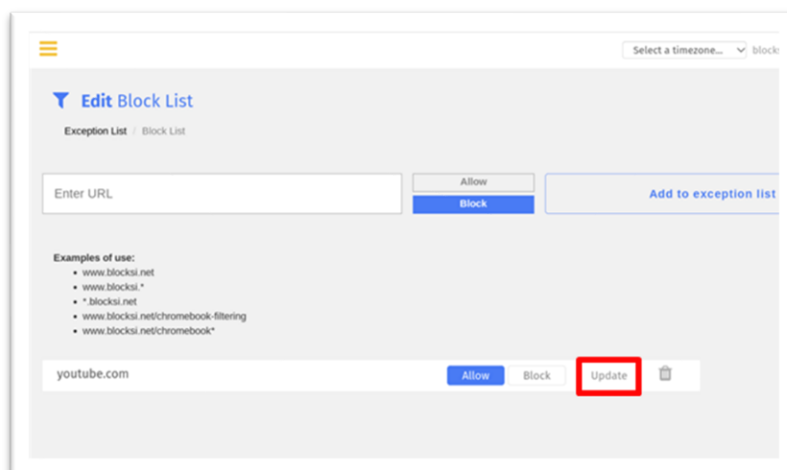 Select a timezone...
Edit Block List
Exception List / Block List
Enter URL
Allow
Block
Add to exception list
Examples of use:
www.blocksi.net
www.blocksi.*
*.blocksi.net
www.blocksi.net/chromebook-filtering
www.blocksi.net/chromebook*
youtube.com Allow Block Update